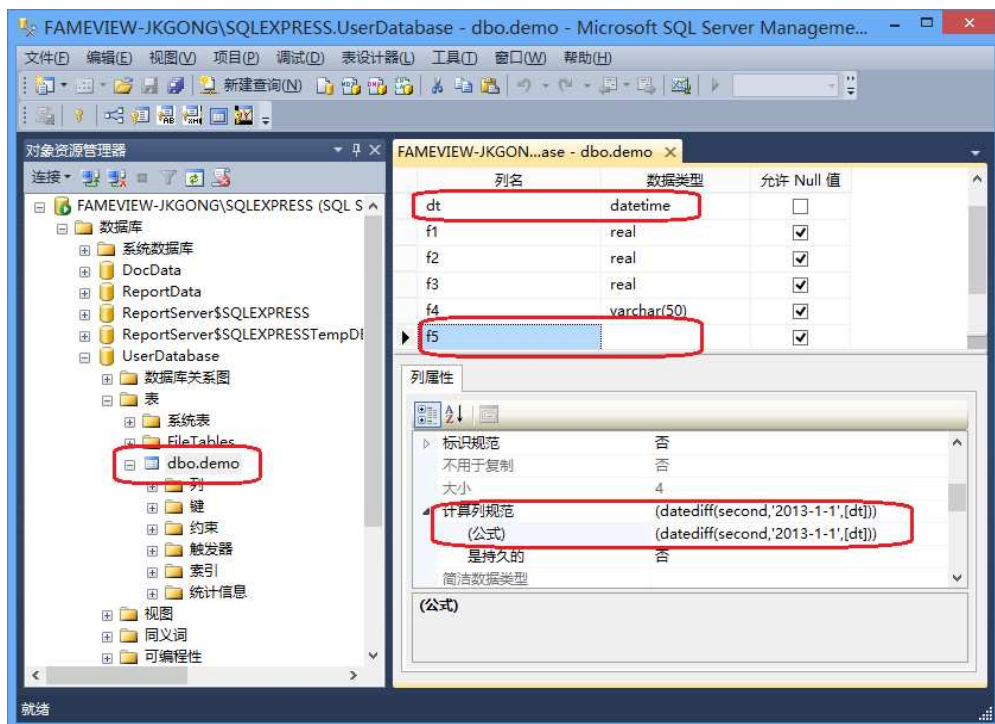 FAMEVIEW-JKGONG\SQLEXPRESS.UserDatabase - dbo.demo - Microsoft SQL Server Manageme...
文件(F) 编辑(E) 视图(V) 项目(P) 调试(D) 表设计器(L) 工具(T) 窗口(W) 帮助(H)
新建查询(N)
对象资源管理器
连接
FAMEVIEW-JKGONG\SQLEXPRESS (SQL S
数据库
系统数据库
DocData
ReportData
ReportServer$SQLEXPRESS
ReportServer$SQLEXPRESSTempDB
UserDatabase
数据库关系图
表
系统表
FileTables
dbo.demo
列
键
约束
触发器
索引
统计信息
视图
同义词
可编程性
FAMEVIEW-JKGON...ase - dbo.demo
列名 数据类型 允许 Null 值
dt datetime
f1 real
f2 real
f3 real
f4 varchar(50)
f5
列属性
标识规范 否
不用于复制 否
大小 4
计算列规范 (datediff(second,'2013-1-1',[dt]))
(公式) (datediff(second,'2013-1-1',[dt]))
是持久的 否
简洁数据类型
(公式)
就绪